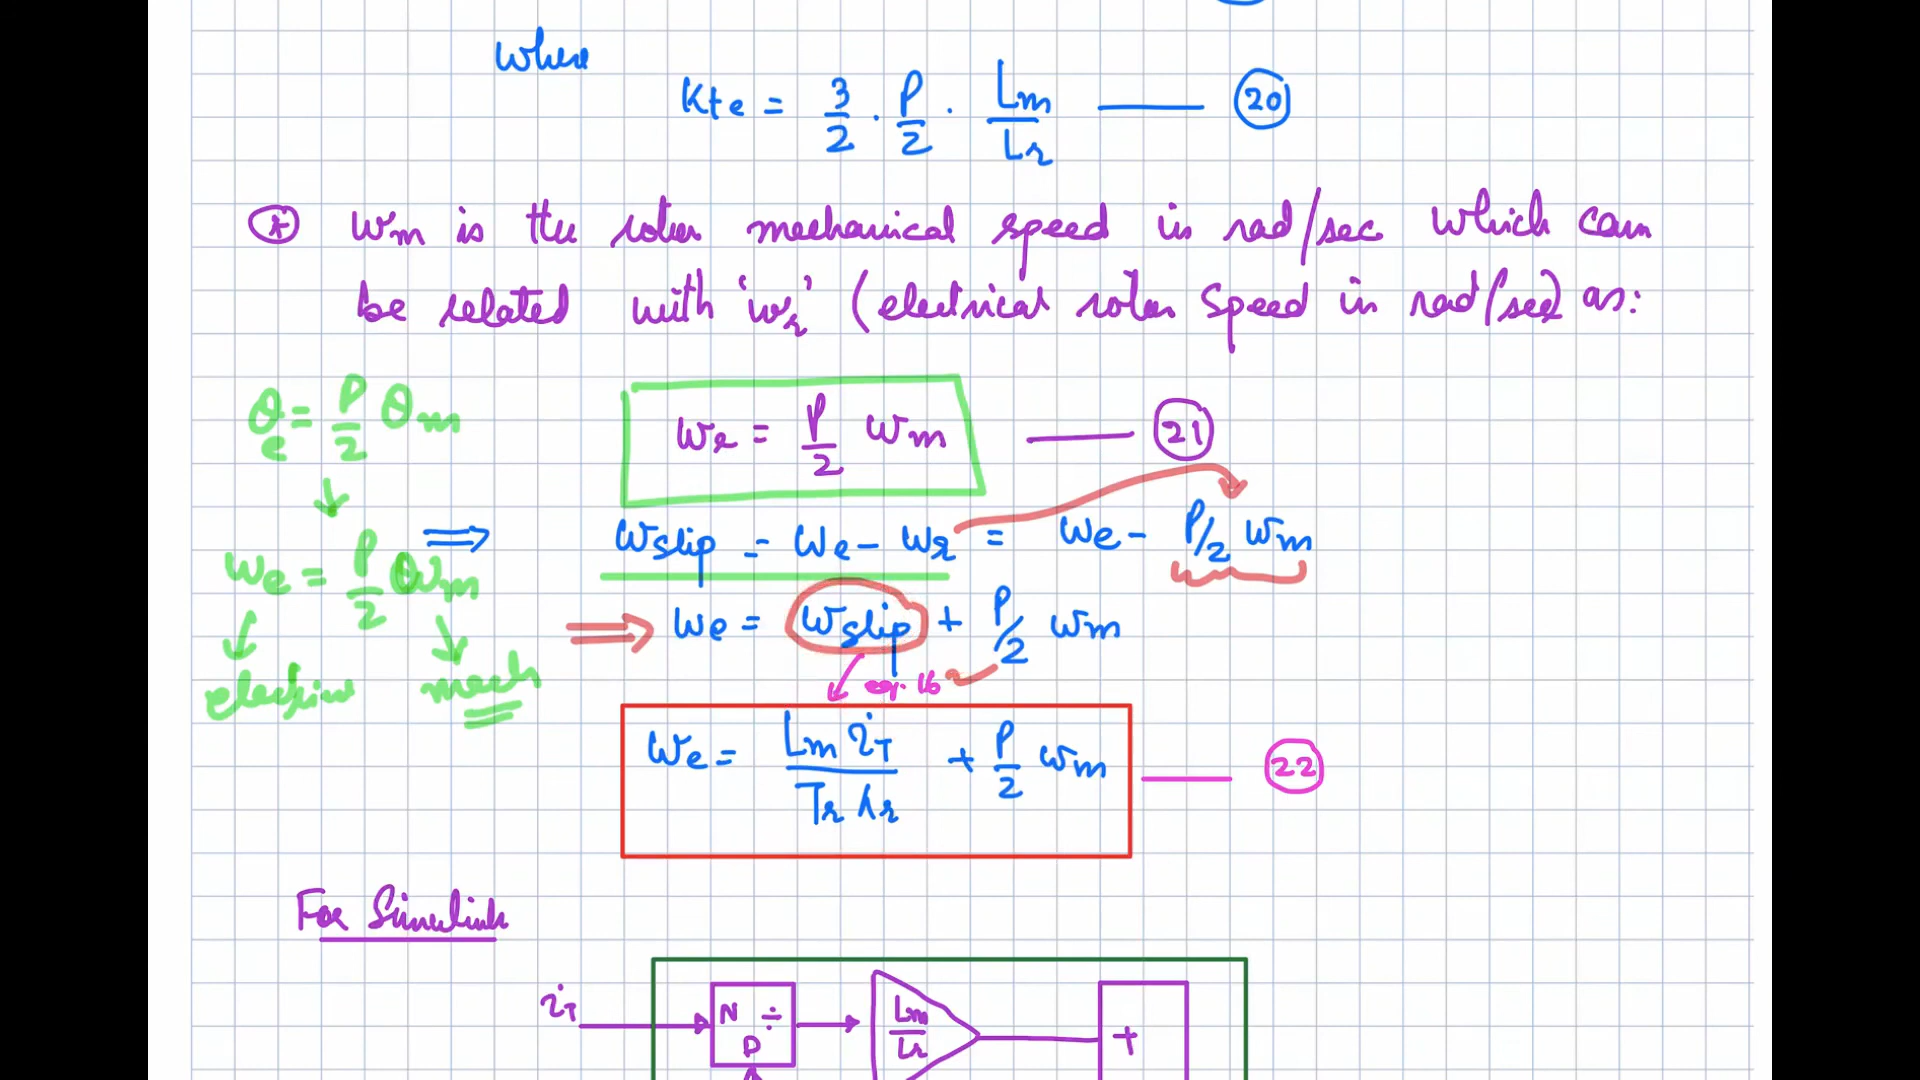 where
Kte = 3/2 . P/2 . Lm/Lr —— 20
* Wm is the rotor mechanical speed in rad/sec which can
be related with 'wr' (electrical rotor speed in rad/sec) as:
θe = P/2 θm
wr = P/2 wm —— 21
⇒ wslip = we - wr = we - P/2 wm
we = P/2 wm
⇒ we = wslip + P/2 wm
mech
eq. 16
we = Lm iT / Tr λr + P/2 wm —— 22
For Simulink
iT
N ÷
D
Lm/Lr
+